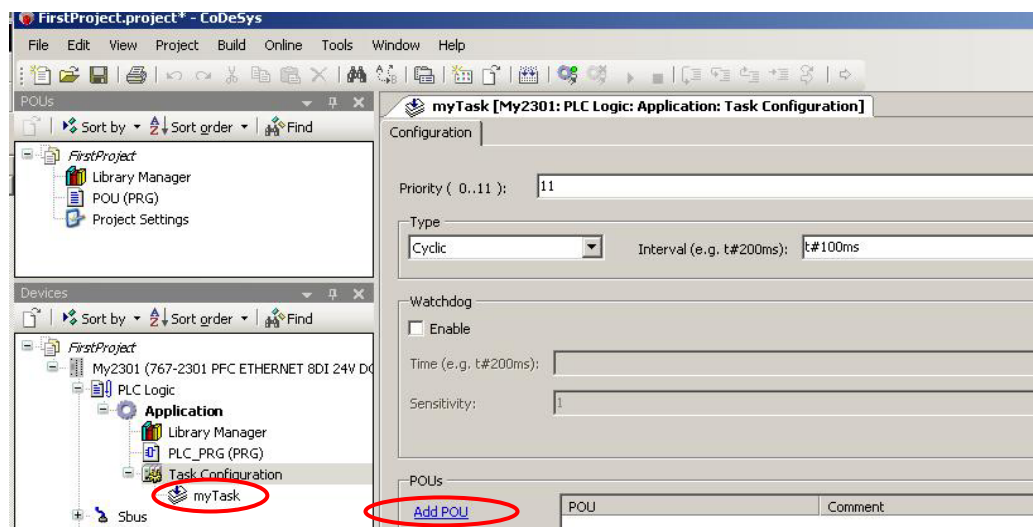 FirstProject.project* - CoDeSys
File Edit View Project Build Online Tools Window Help
POUs
Sort by Sort order Find
FirstProject
Library Manager
POU (PRG)
Project Settings
Devices
Sort by Sort order Find
FirstProject
My2301 (767-2301 PFC ETHERNET 8DI 24V DC
PLC Logic
Application
Library Manager
PLC_PRG (PRG)
Task Configuration
myTask
Sbus
myTask [My2301: PLC Logic: Application: Task Configuration]
Configuration
Priority ( 0..11 ): 11
Type
Cyclic Interval (e.g. t#200ms): t#100ms
Watchdog
Enable
Time (e.g. t#200ms):
Sensitivity: 1
POUs
Add POU POU Comment